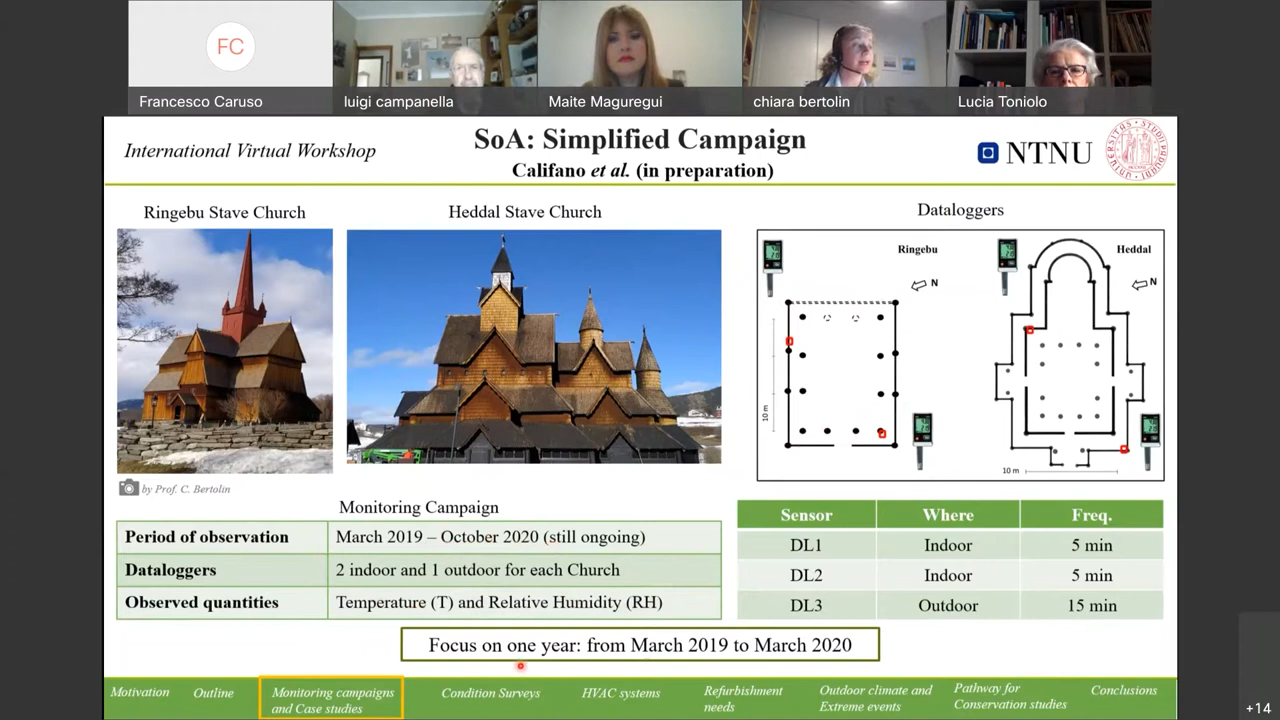 FC
Francesco Caruso
luigi campanella
Maite Maguregui
chiara bertolin
Lucia Toniolo
International Virtual Workshop
SoA: Simplified Campaign
Califano et al. (in preparation)
NTNU
Ringebu Stave Church
Heddal Stave Church
Dataloggers
Ringebu
N
10 m
Heddal
N
10 m
by Prof. C. Bertolin
Monitoring Campaign
Period of observation March 2019 – October 2020 (still ongoing)
Dataloggers 2 indoor and 1 outdoor for each Church
Observed quantities Temperature (T) and Relative Humidity (RH)
Sensor Where Freq.
DL1 Indoor 5 min
DL2 Indoor 5 min
DL3 Outdoor 15 min
Focus on one year: from March 2019 to March 2020
Motivation
Outline
Monitoring campaigns
and Case studies
Condition Surveys
HVAC systems
Refurbishment
needs
Outdoor climate and
Extreme events
Pathway for
Conservation studies
Conclusions
+14